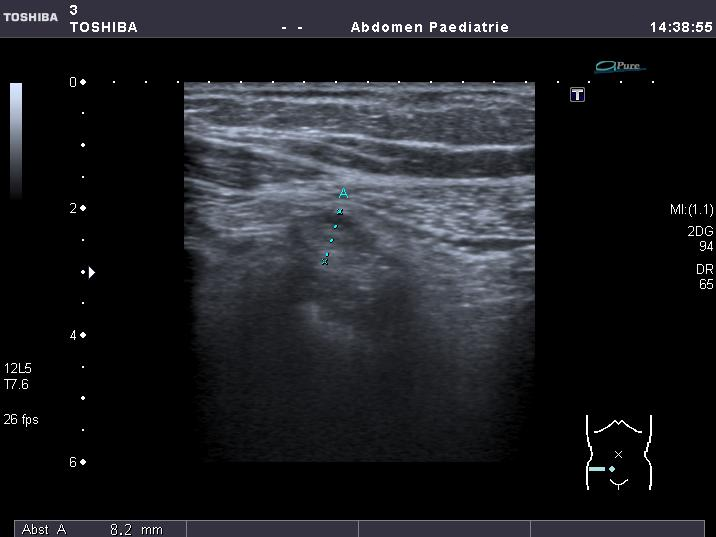 TOSHIBA
3
TOSHIBA - - Abdomen Paediatrie 14:38:55
aPure
0
T
A
2
MI:(1.1)
2DG
94
DR
65
4
12L5
T7.6
26 fps
6
Abst A 8.2 mm